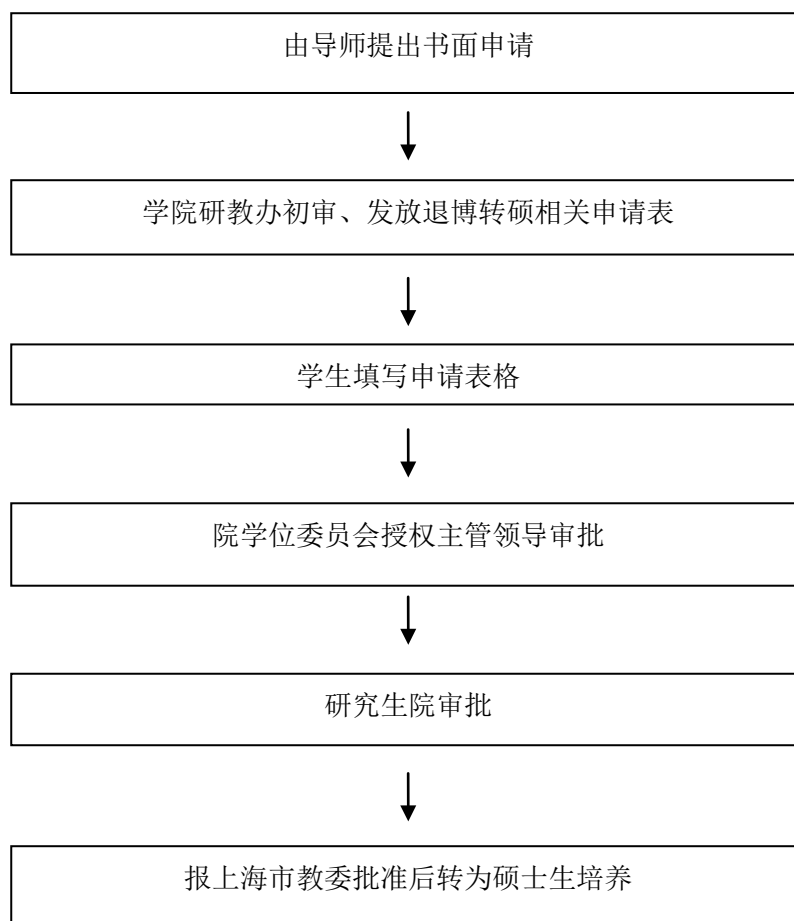 由导师提出书面申请
学院研教办初审、发放退博转硕相关申请表
学生填写申请表格
院学位委员会授权主管领导审批
研究生院审批
报上海市教委批准后转为硕士生培养